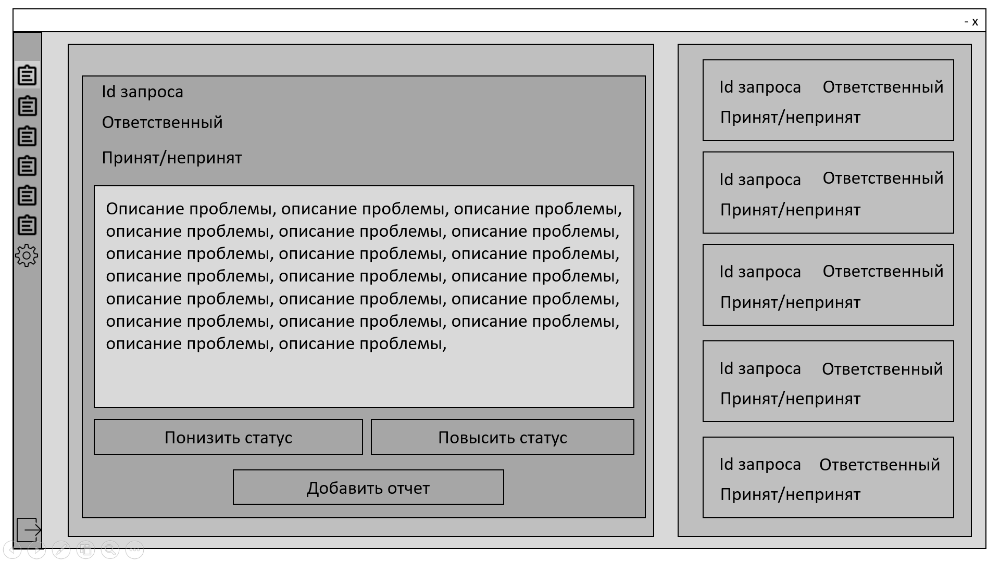 - x
Id запроса
Ответственный
Принят/непринят
Описание проблемы, описание проблемы, описание проблемы,
описание проблемы, описание проблемы, описание проблемы,
описание проблемы, описание проблемы, описание проблемы,
описание проблемы, описание проблемы, описание проблемы,
описание проблемы, описание проблемы, описание проблемы,
описание проблемы, описание проблемы, описание проблемы,
описание проблемы, описание проблемы,
Понизить статус
Повысить статус
Добавить отчет
Id запроса Ответственный
Принят/непринят
Id запроса Ответственный
Принят/непринят
Id запроса Ответственный
Принят/непринят
Id запроса Ответственный
Принят/непринят
Id запроса Ответственный
Принят/непринят